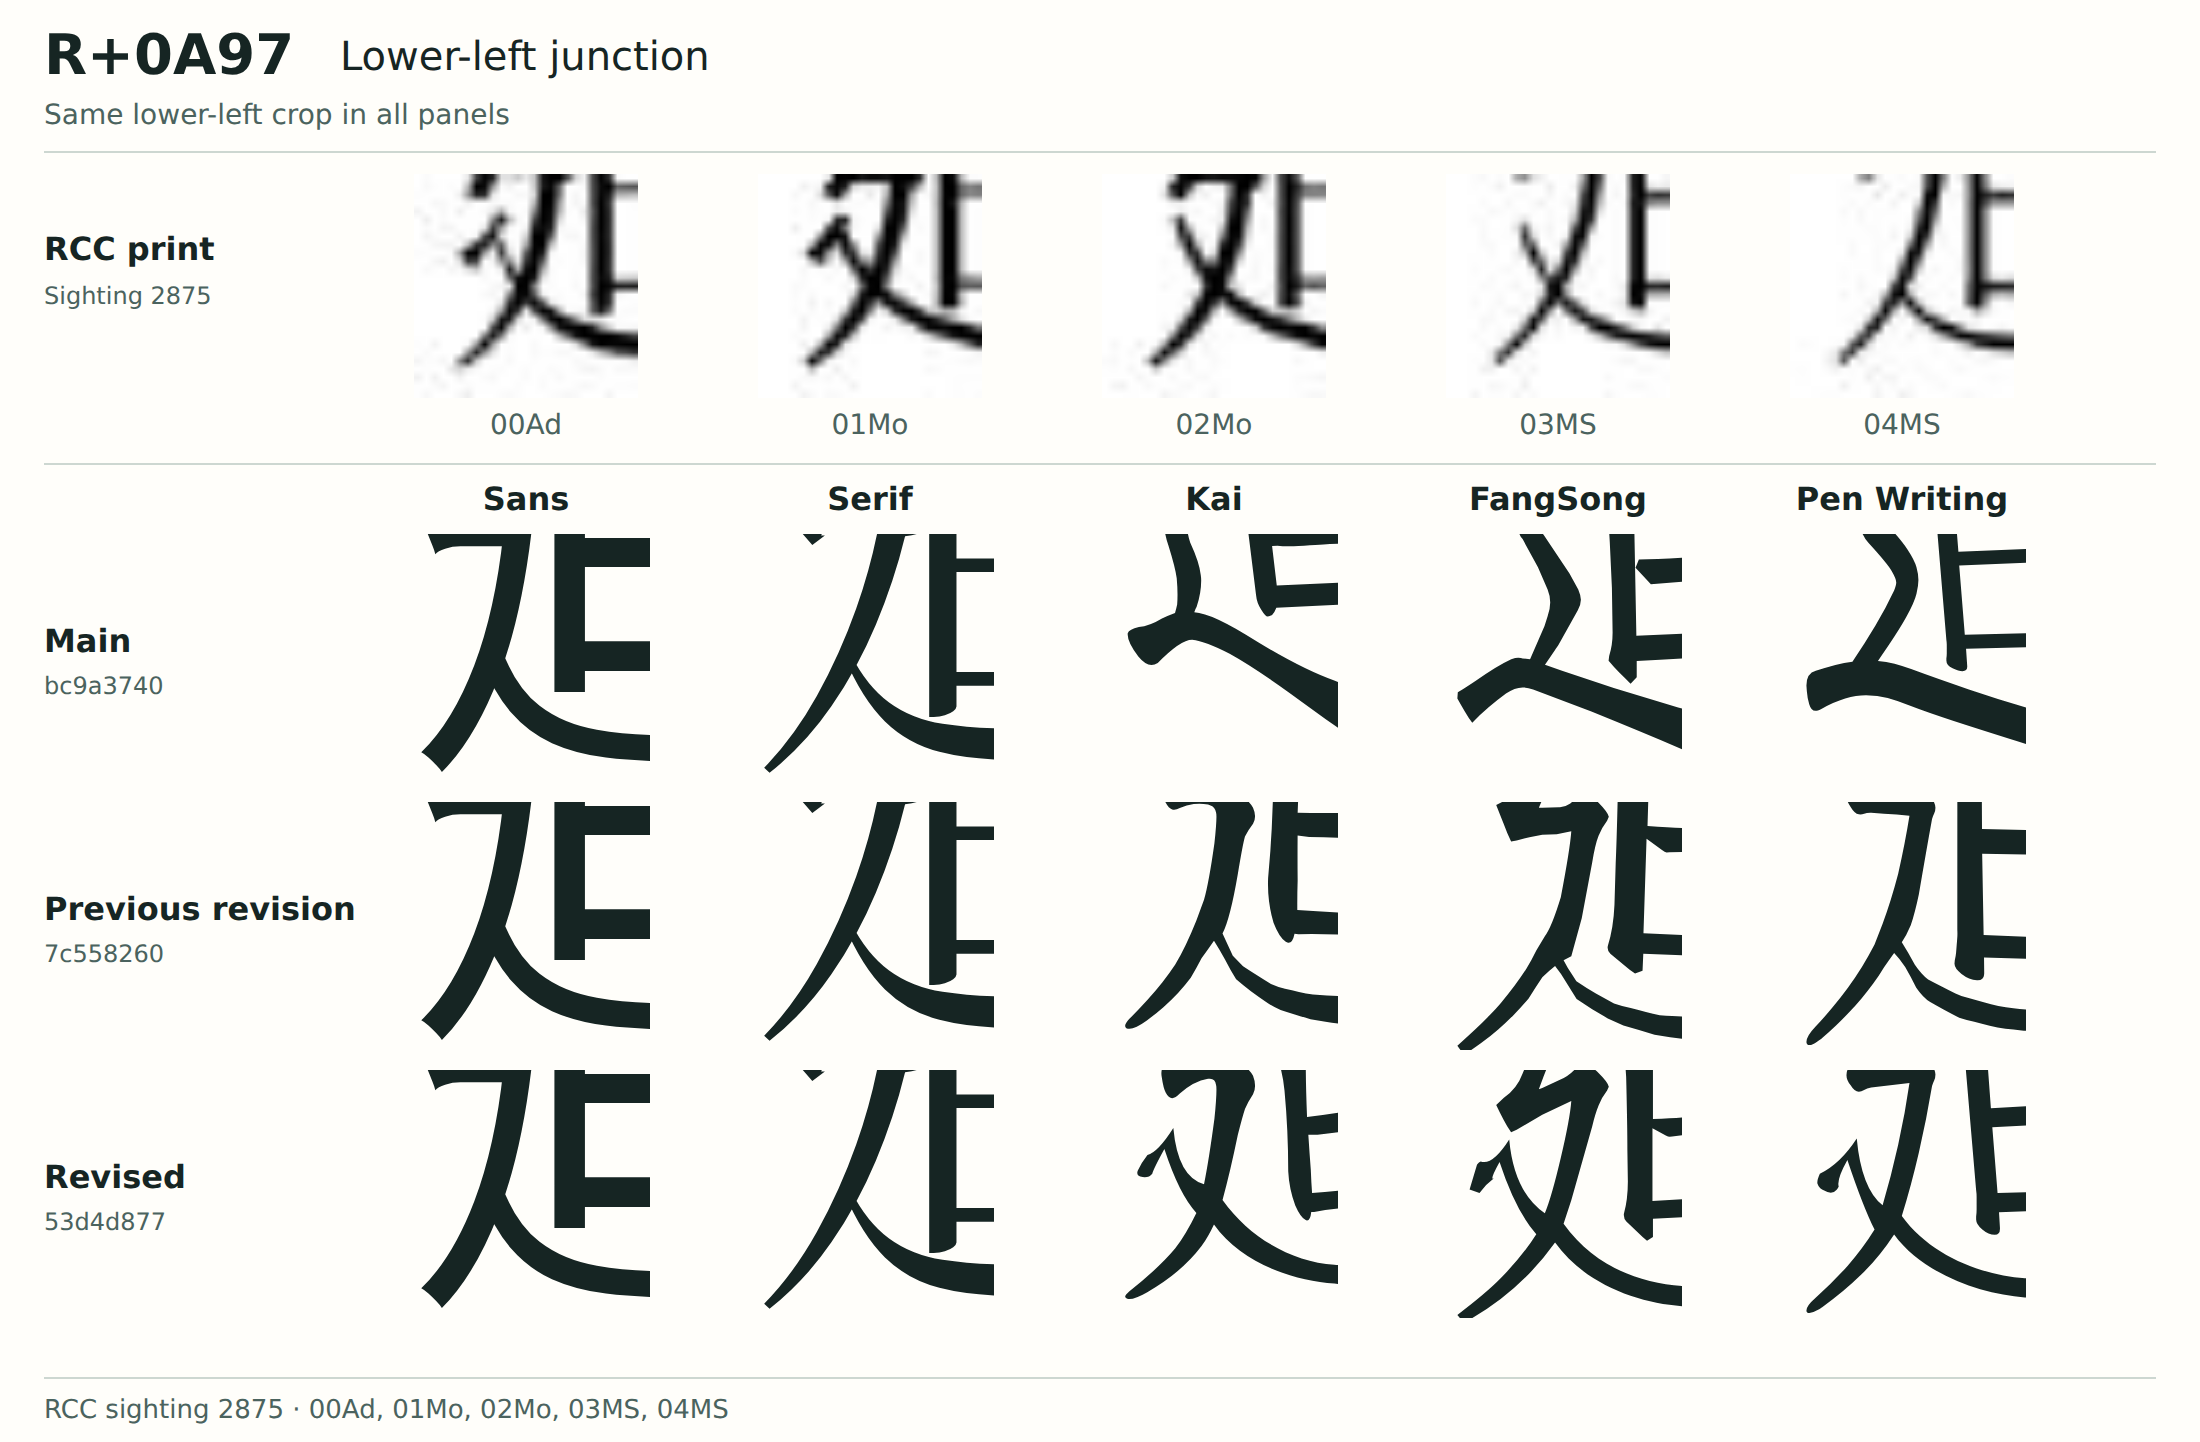 R+0A97 Lower-left junction
Same lower-left crop in all panels
RCC print
Sighting 2875
00Ad 01Mo 02Mo 03MS 04MS
Sans Serif Kai FangSong Pen Writing
Main
bc9a3740
Previous revision
7c558260
Revised
53d4d877
RCC sighting 2875 · 00Ad, 01Mo, 02Mo, 03MS, 04MS